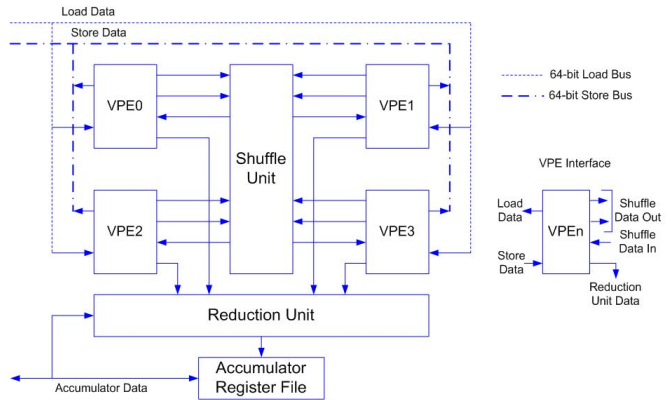 Load Data
Store Data
VPE0
VPE1
Shuffle
Unit
VPE2
VPE3
Reduction Unit
Accumulator
Register File
Accumulator Data
64-bit Load Bus
64-bit Store Bus
VPE Interface
Load
Data
VPEn
Shuffle
Data Out
Shuffle
Data In
Store
Data
Reduction
Unit Data